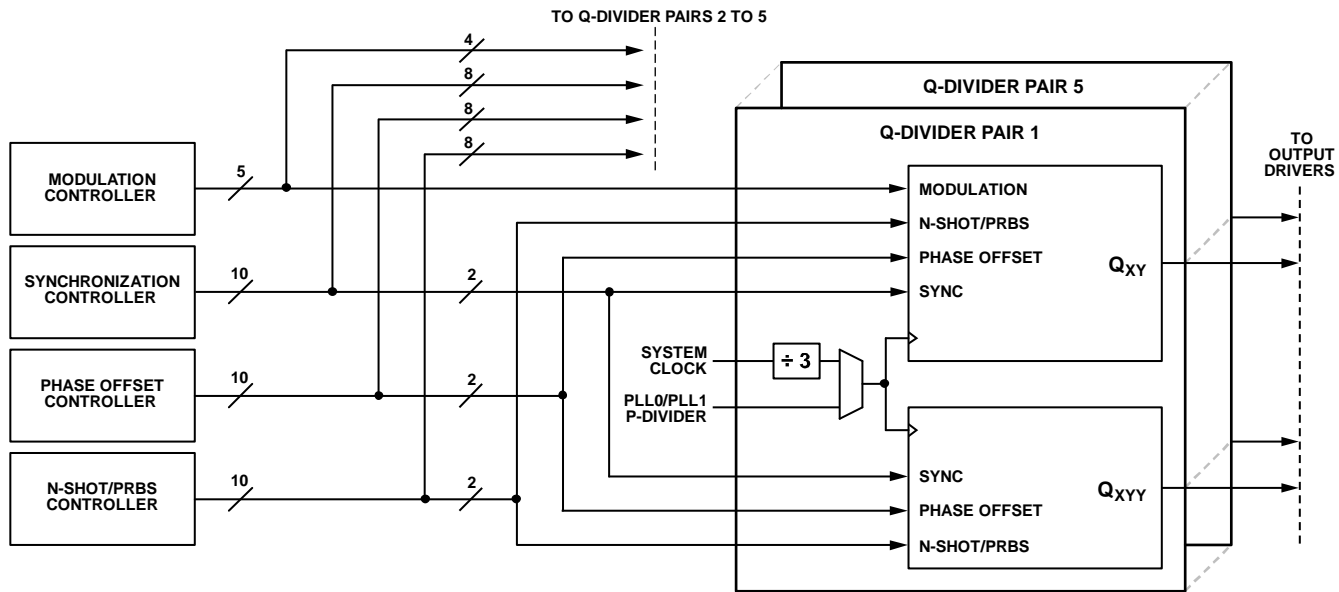 TO Q-DIVIDER PAIRS 2 TO 5
4
8
8
8
Q-DIVIDER PAIR 5
Q-DIVIDER PAIR 1
TO
OUTPUT
DRIVERS
MODULATION
CONTROLLER
5
MODULATION
N-SHOT/PRBS
PHASE OFFSET
SYNC
QXY
SYNCHRONIZATION
CONTROLLER
10
2
SYSTEM
CLOCK
÷ 3
PLL0/PLL1
P-DIVIDER
PHASE OFFSET
CONTROLLER
10
2
N-SHOT/PRBS
CONTROLLER
10
2
SYNC
PHASE OFFSET
N-SHOT/PRBS
QXYY